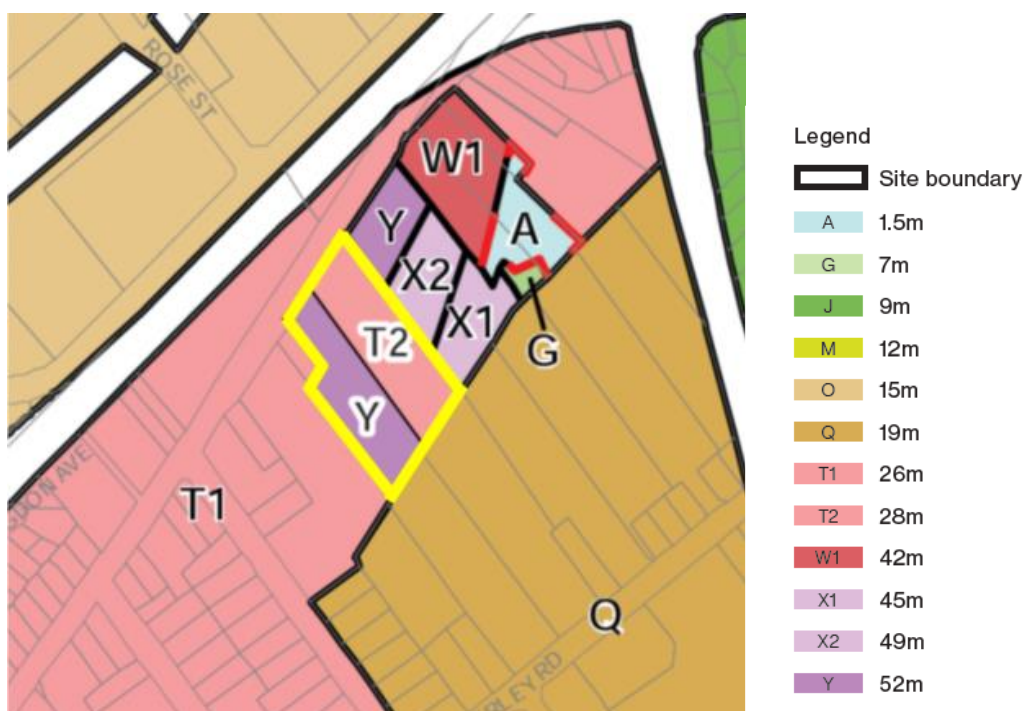 ROSE ST
W1
A
Y
X2
X1
G
T2
Y
T1
Q
Legend
Site boundary
A 1.5m
G 7m
J 9m
M 12m
O 15m
Q 19m
T1 26m
T2 28m
W1 42m
X1 45m
X2 49m
Y 52m